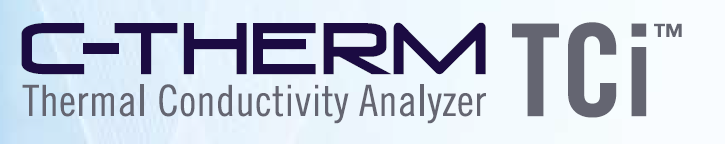 C-THERM TCi™
Thermal Conductivity Analyzer